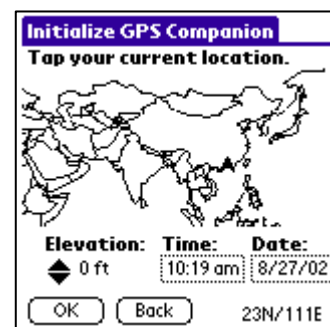 Initialize GPS Companion
Tap your current location.
Elevation: Time: Date:
0 ft 10:19 am 8/27/02
OK Back 23N/111E